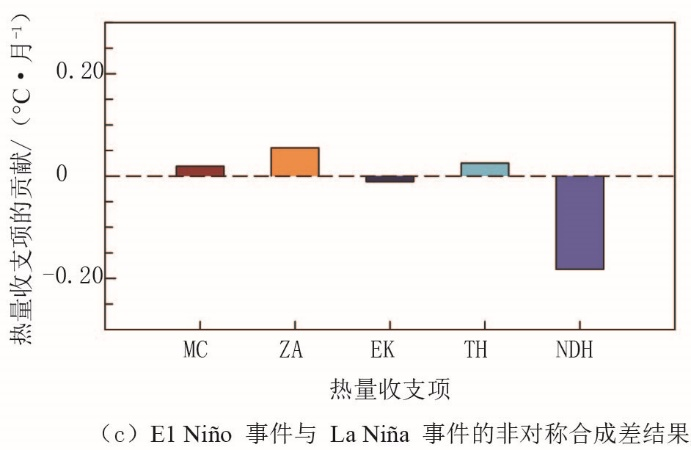 热量收支项的贡献/(℃·月⁻¹)
0.20
0
-0.20
MC ZA EK TH NDH
热量收支项
(c) El Niño 事件与 La Niña 事件的非对称合成差结果